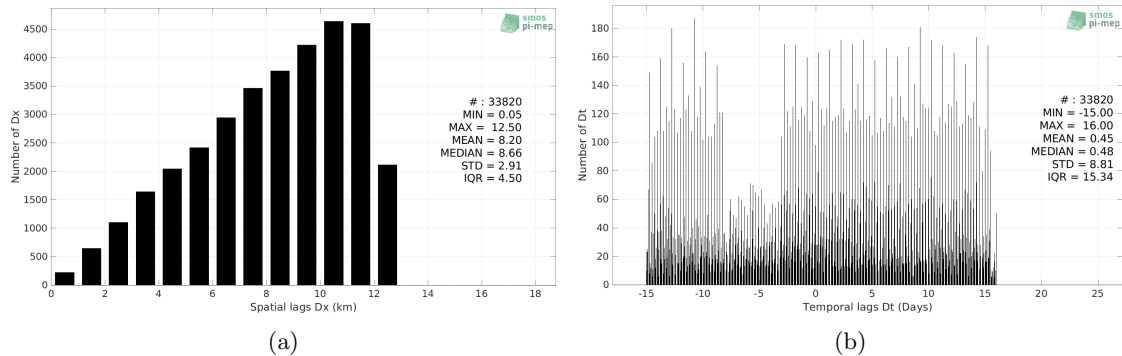 4500
4000
3500
3000
2500
2000
1500
1000
500
0
Number of Dx
0 2 4 6 8 10 12 14 16 18
Spatial lags Dx (km)
smos
pi-mep
# : 33820
MIN = 0.05
MAX = 12.50
MEAN = 8.20
MEDIAN = 8.66
STD = 2.91
IQR = 4.50
(a)
180
160
140
120
100
80
60
40
20
0
Number of Dt
-15 -10 -5 0 5 10 15 20 25
Temporal lags Dt (Days)
smos
pi-mep
# : 33820
MIN = -15.00
MAX = 16.00
MEAN = 0.45
MEDIAN = 0.48
STD = 8.81
IQR = 15.34
(b)